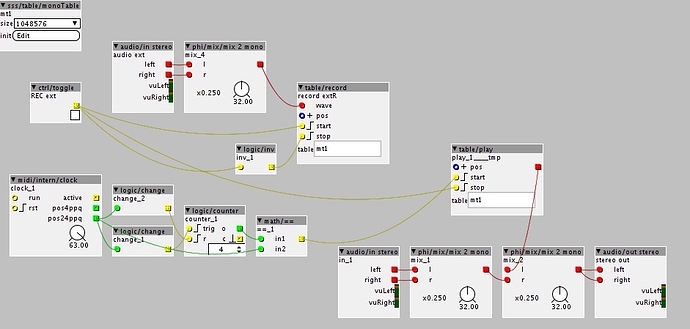 sss/table/monoTable
mt1
size 1048576
init Edit
ctrl/toggle
REC ext
audio/in stereo
audio ext
left
right
vuLeft
vuRight
phi/mix/mix 2 mono
mix_4
l
r
x0.250
32.00
table/record
record extR
wave
+ pos
start
stop
table mt1
logic/inv
inv_1
midi/intern/clock
clock_1
run active
rst pos4ppq
pos24ppq
63.00
logic/change
change_2
logic/change
change_1
logic/counter
counter_1
trig o
r c
4
math/==
==_1
in1
in2
table/play
play_1___tmp
+ pos
start
stop
table mt1
audio/in stereo
in_1
left
right
vuLeft
vuRight
phi/mix/mix 2 mono
mix_1
l
r
x0.250
32.00
phi/mix/mix 2 mono
mix_2
l
r
x0.250
32.00
audio/out stereo
stereo out
left
right
vuLeft
vuRight